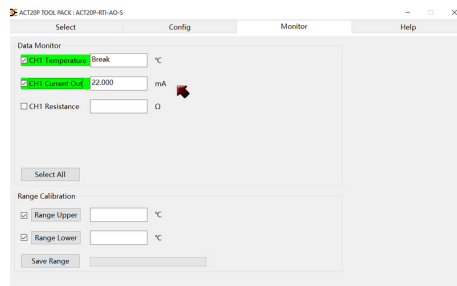 ACT20P TOOL PACK : ACT20P-RTI-AO-S
Select Config Monitor Help
Data Monitor
CH1 Temperature Break °C
CH1 Current Out 22.000 mA
CH1 Resistance Ω
Select All
Range Calibration
Range Upper °C
Range Lower °C
Save Range